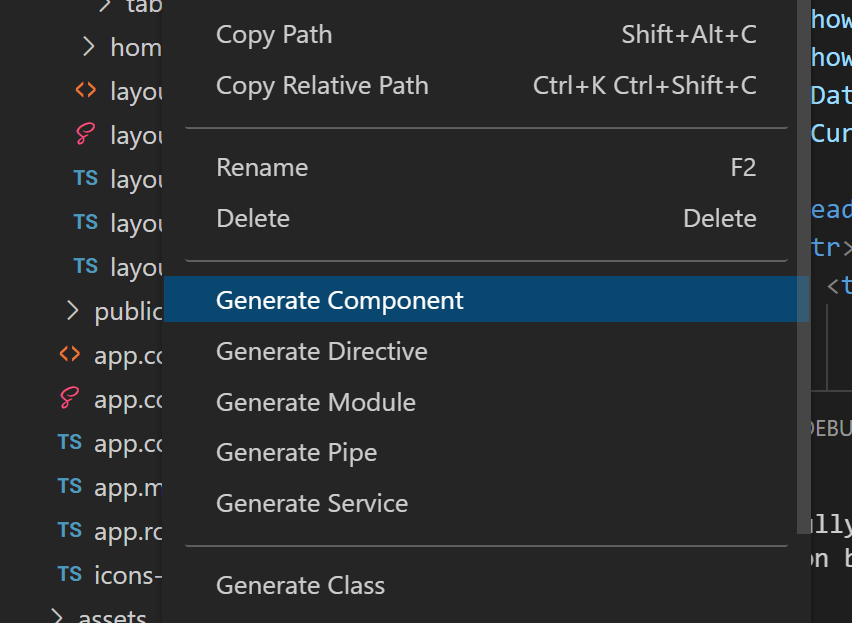 tab
hom
layou
layou
TS layou
TS layou
TS layou
public
app.co
app.co
TS app.co
TS app.m
TS app.ro
TS icons-
assets
Copy Path Shift+Alt+C
Copy Relative Path Ctrl+K Ctrl+Shift+C
Rename F2
Delete Delete
Generate Component
Generate Directive
Generate Module
Generate Pipe
Generate Service
Generate Class
how
how
Dat
Cur
ead
tr>
<t
DEBU
lly
on b